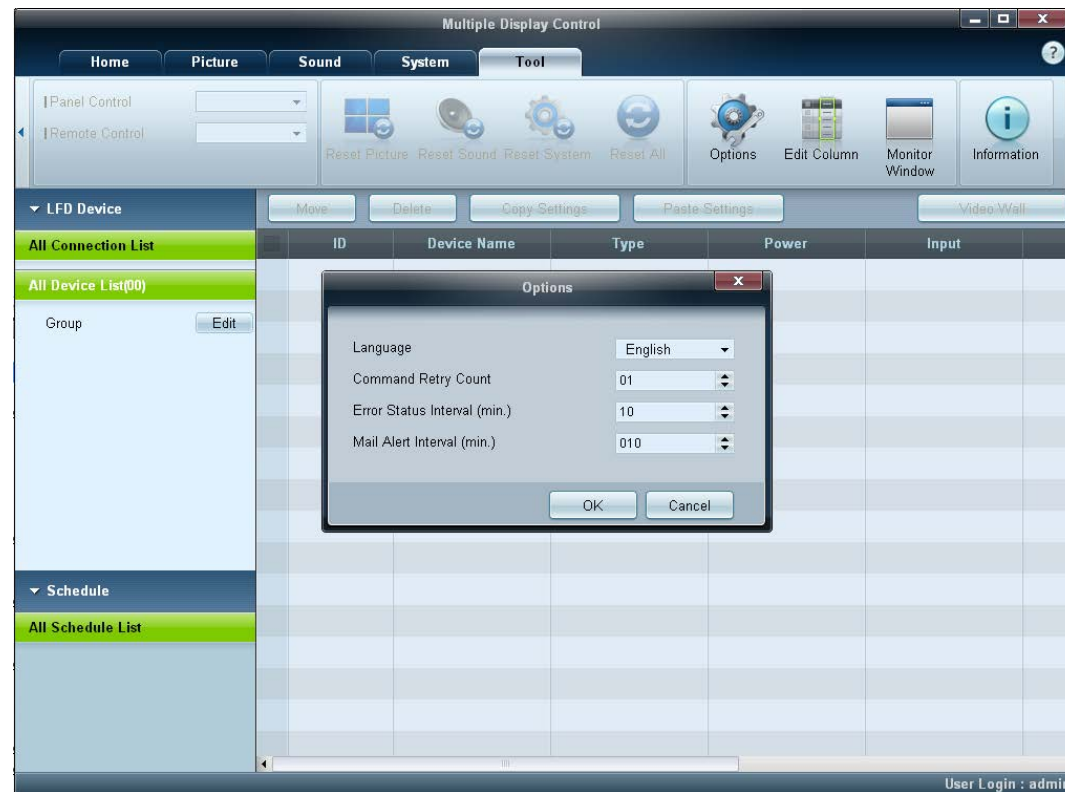 Multiple Display Control
Home Picture Sound System Tool
Panel Control
Remote Control
Reset Picture Reset Sound Reset System Reset All
Options Edit Column Monitor Window Information
LFD Device
Move Delete Copy Settings Paste Settings Video Wall
All Connection List
ID Device Name Type Power Input
All Device List(00)
Group Edit
Options
Language English
Command Retry Count 01
Error Status Interval (min.) 10
Mail Alert Interval (min.) 010
OK Cancel
Schedule
All Schedule List
User Login : admin